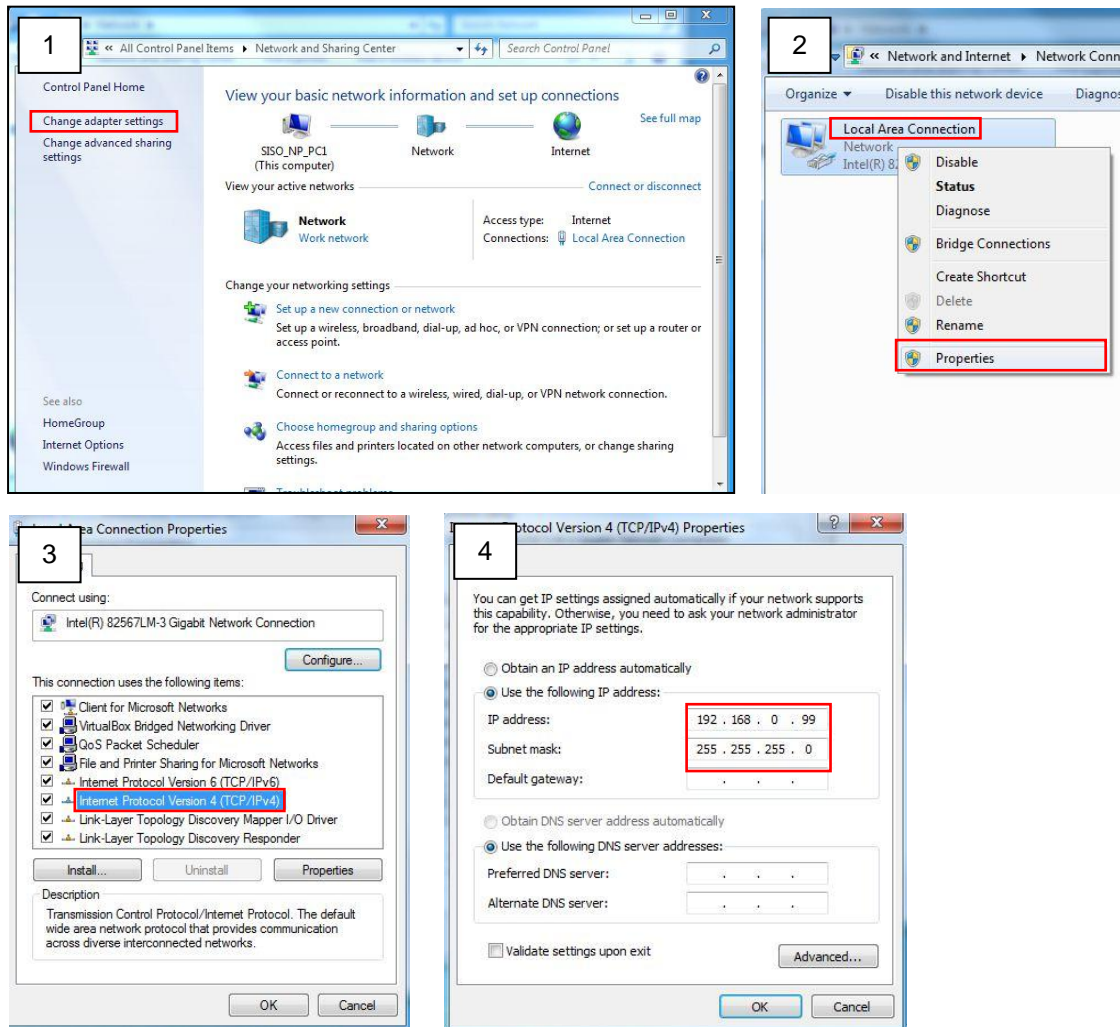 1
« All Control Panel Items ▸ Network and Sharing Center
Search Control Panel
Control Panel Home
Change adapter settings
Change advanced sharing
settings
See also
HomeGroup
Internet Options
Windows Firewall
View your basic network information and set up connections
See full map
SISO_NP_PC1
(This computer)
Network
Internet
View your active networks
Connect or disconnect
Network
Work network
Access type: Internet
Connections: Local Area Connection
Change your networking settings
Set up a new connection or network
Set up a wireless, broadband, dial-up, ad hoc, or VPN connection; or set up a router or
access point.
Connect to a network
Connect or reconnect to a wireless, wired, dial-up, or VPN network connection.
Choose homegroup and sharing options
Access files and printers located on other network computers, or change sharing
settings.
2
« Network and Internet ▸ Network Conn
Organize Disable this network device Diagnos
Local Area Connection
Network
Intel(R) 8
Disable
Status
Diagnose
Bridge Connections
Create Shortcut
Delete
Rename
Properties
3
ea Connection Properties
Connect using:
Intel(R) 82567LM-3 Gigabit Network Connection
Configure...
This connection uses the following items:
Client for Microsoft Networks
VirtualBox Bridged Networking Driver
QoS Packet Scheduler
File and Printer Sharing for Microsoft Networks
Internet Protocol Version 6 (TCP/IPv6)
Internet Protocol Version 4 (TCP/IPv4)
Link-Layer Topology Discovery Mapper I/O Driver
Link-Layer Topology Discovery Responder
Install... Uninstall Properties
Description
Transmission Control Protocol/Internet Protocol. The default
wide area network protocol that provides communication
across diverse interconnected networks.
OK Cancel
4
otocol Version 4 (TCP/IPv4) Properties
You can get IP settings assigned automatically if your network supports
this capability. Otherwise, you need to ask your network administrator
for the appropriate IP settings.
Obtain an IP address automatically
Use the following IP address:
IP address: 192 . 168 . 0 . 99
Subnet mask: 255 . 255 . 255 . 0
Default gateway: . . .
Obtain DNS server address automatically
Use the following DNS server addresses:
Preferred DNS server: . . .
Alternate DNS server: . . .
Validate settings upon exit
Advanced...
OK Cancel